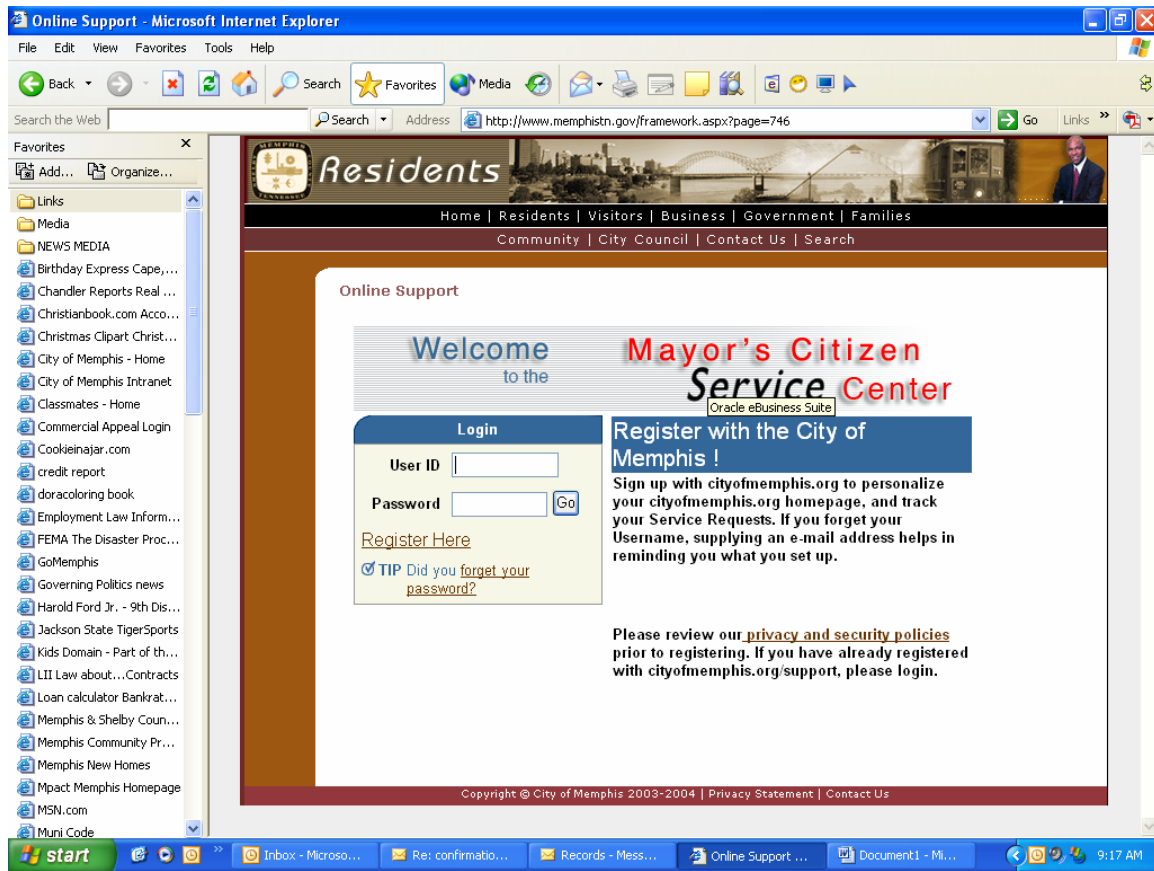 Online Support - Microsoft Internet Explorer
File Edit View Favorites Tools Help
Back Search Favorites Media
Search the Web Search Address http://www.memphistn.gov/framework.aspx?page=746 Go Links »
Favorites
Add... Organize...
Links
Media
NEWS MEDIA
Birthday Express Cape,...
Chandler Reports Real ...
Christianbook.com Acco...
Christmas Clipart Christ...
City of Memphis - Home
City of Memphis Intranet
Classmates - Home
Commercial Appeal Login
Cookieinajar.com
credit report
doracoloring book
Employment Law Inform...
FEMA The Disaster Proc...
GoMemphis
Governing Politics news
Harold Ford Jr. - 9th Dis...
Jackson State TigerSports
Kids Domain - Part of th...
LII Law about...Contracts
Loan calculator Bankrat...
Memphis & Shelby Coun...
Memphis Community Pr...
Memphis New Homes
Mpact Memphis Homepage
MSN.com
Muni Code
MEMPHIS
TENNESSEE
Residents
Home | Residents | Visitors | Business | Government | Families
Community | City Council | Contact Us | Search
Online Support
Welcome
to the
Mayor's Citizen
Service Center
Oracle eBusiness Suite
Login
User ID
Password Go
Register Here
TIP Did you forget your
password?
Register with the City of
Memphis !
Sign up with cityofmemphis.org to personalize
your cityofmemphis.org homepage, and track
your Service Requests. If you forget your
Username, supplying an e-mail address helps in
reminding you what you set up.
Please review our privacy and security policies
prior to registering. If you have already registered
with cityofmemphis.org/support, please login.
Copyright © City of Memphis 2003-2004 | Privacy Statement | Contact Us
start » Inbox - Microso... Re: confirmatio... Records - Mess... Online Support ... Document1 - Mi... 9:17 AM